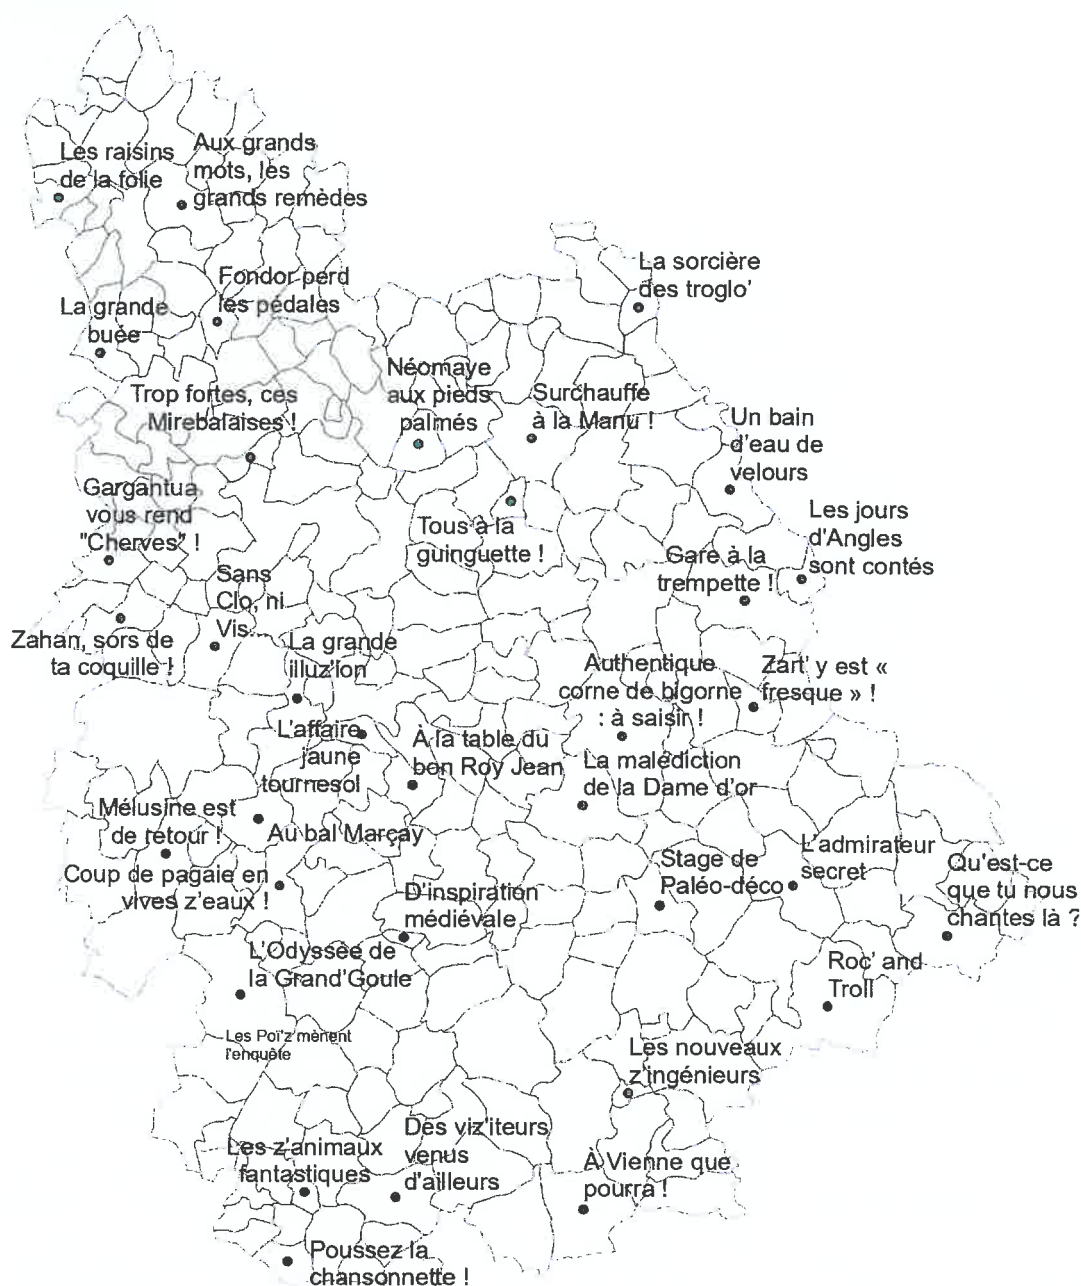 Les raisins
de la folie
Aux grands
mots, les
grands remèdes
La sorcière
des troglo'
Fondor perd
les pédales
La grande
buée
Néomaye
aux pieds
palmés
Trop fortes, ces
Mirebalaises !
Surchauffe
à la Manu !
Un bain
d'eau de
velours
Gargantua
vous rend
"Cherves" !
Tous à la
guinguette !
Les jours
d'Angles
sont contés
Gare à la
trempette !
Sans
Clo, ni
Vis...
Zahan, sors de
ta coquille !
La grande
illuz'ion
Authentique
corne de bigorne
: à saisir !
Zart' y est «
fresque » !
L'affaire
jaune
tournesol
À la table du
bon Roy Jean
La malédiction
de la Dame d'or
Mélusine est
de retour !
Au bal Marçay
L'admirateur
secret
Stage de
Paléo-déco
Qu'est-ce
que tu nous
chantes là ?
Coup de pagaie en
vives z'eaux !
D'inspiration
médiévale
L'Odyssée de
la Grand'Goule
Roc' and
Troll
Les Poï'z mènent
l'enquête
Les nouveaux
z'ingénieurs
Des viz'iteurs
venus
d'ailleurs
Les z'animaux
fantastiques
À Vienne que
pourra !
Poussez la
chansonnette !